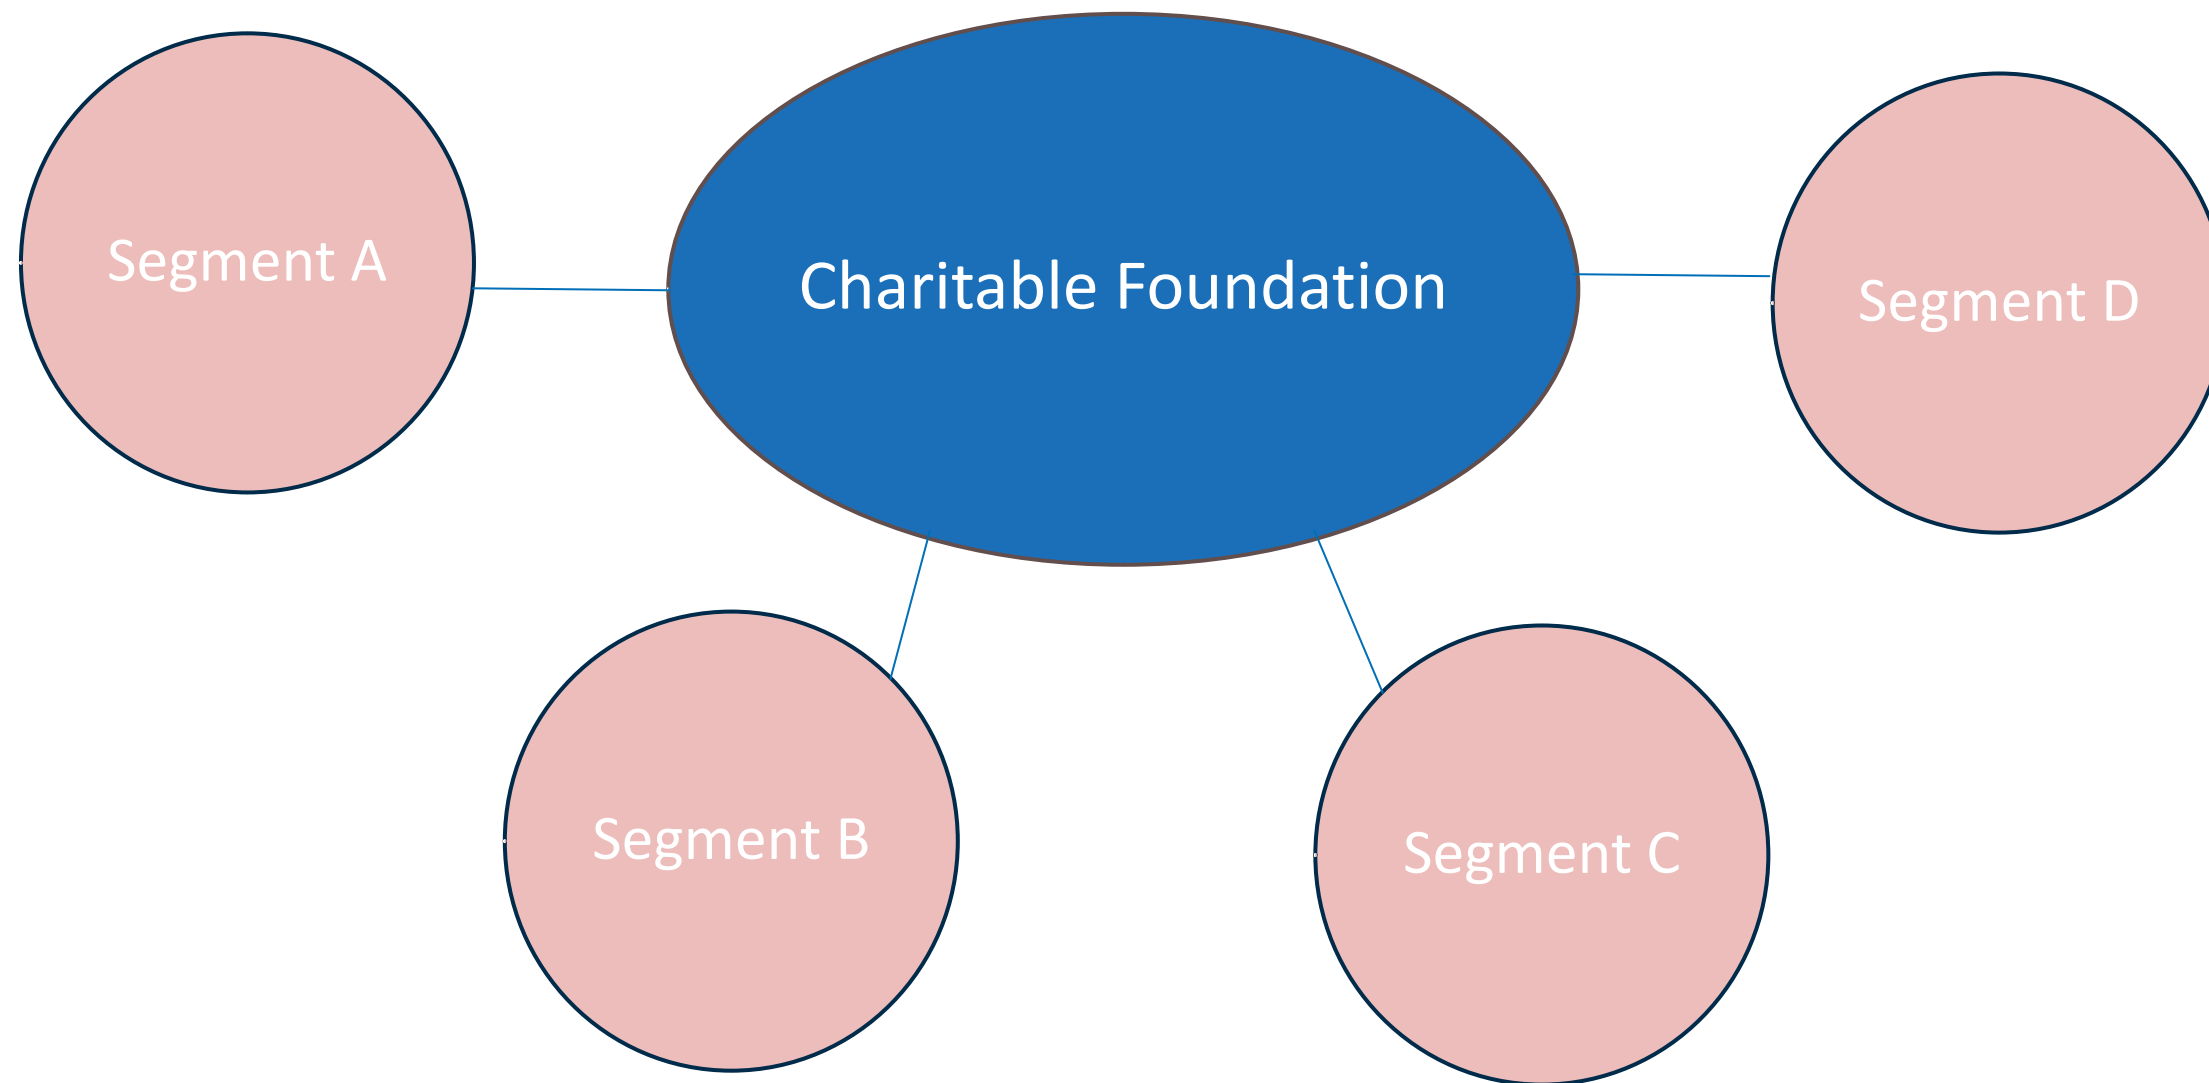 Segment A
Charitable Foundation
Segment D
Segment B
Segment C